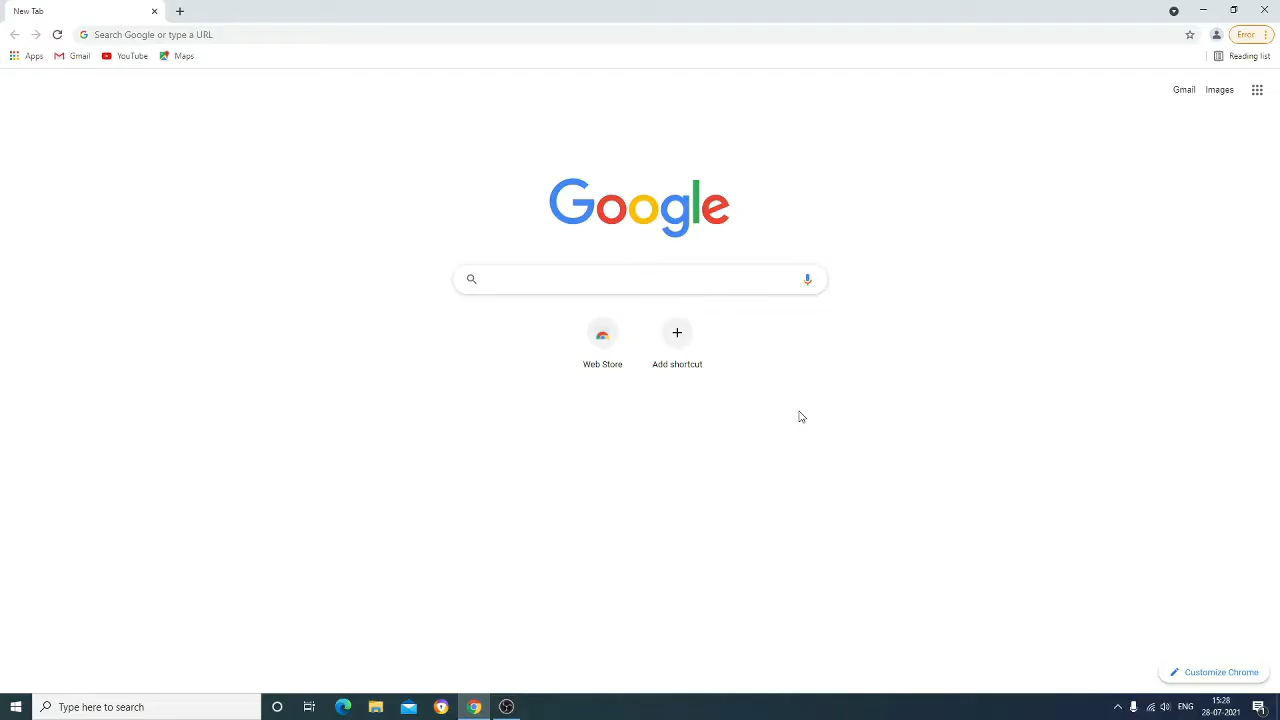 New Tab
Search Google or type a URL
Error
Apps
Gmail
YouTube
Maps
Reading list
Gmail
Images
Google
Web Store
Add shortcut
Customize Chrome
Type here to search
ENG
15:28
28-07-2021